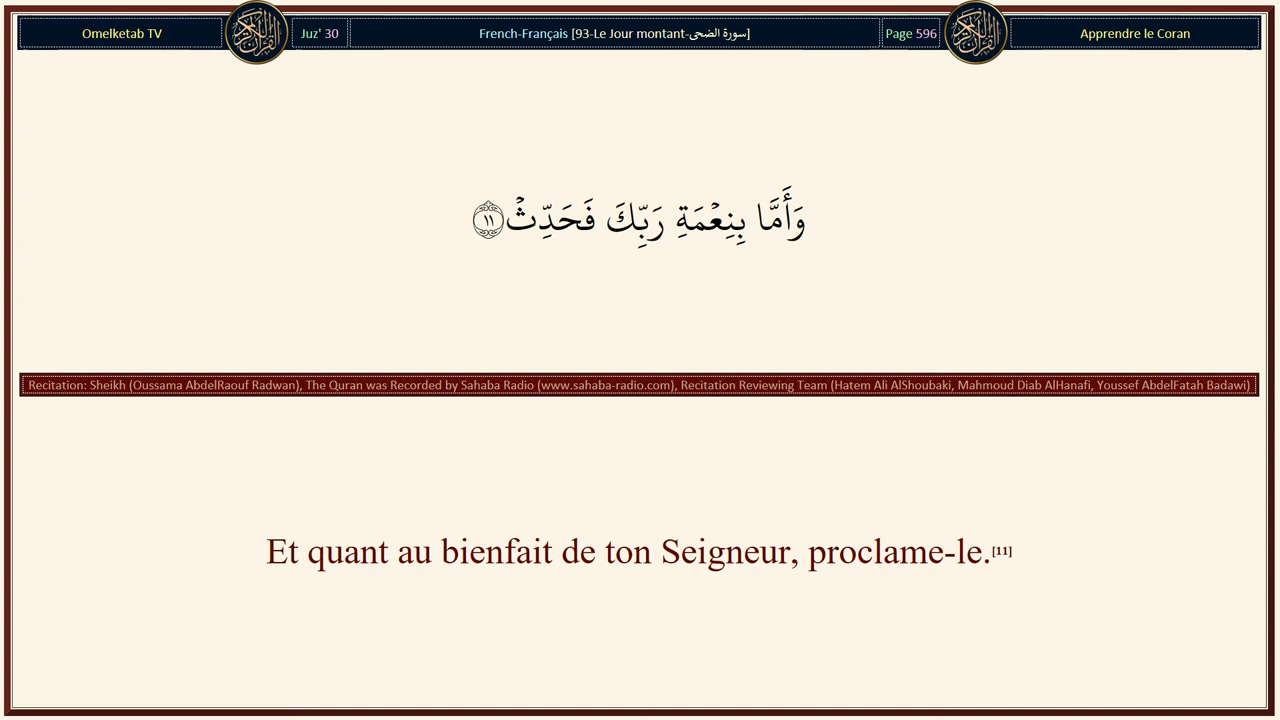 Omelketab TV
Juz' 30
French-Français [93-Le Jour montant-سورة الضحى]
Page 596
Apprendre le Coran
وَأَمَّا بِنِعۡمَةِ رَبِّكَ فَحَدِّثۡ ١١
Recitation: Sheikh (Oussama AbdelRaouf Radwan), The Quran was Recorded by Sahaba Radio (www.sahaba-radio.com), Recitation Reviewing Team (Hatem Ali AlShoubaki, Mahmoud Diab AlHanafi, Youssef AbdelFatah Badawi)
Et quant au bienfait de ton Seigneur, proclame-le.[11]